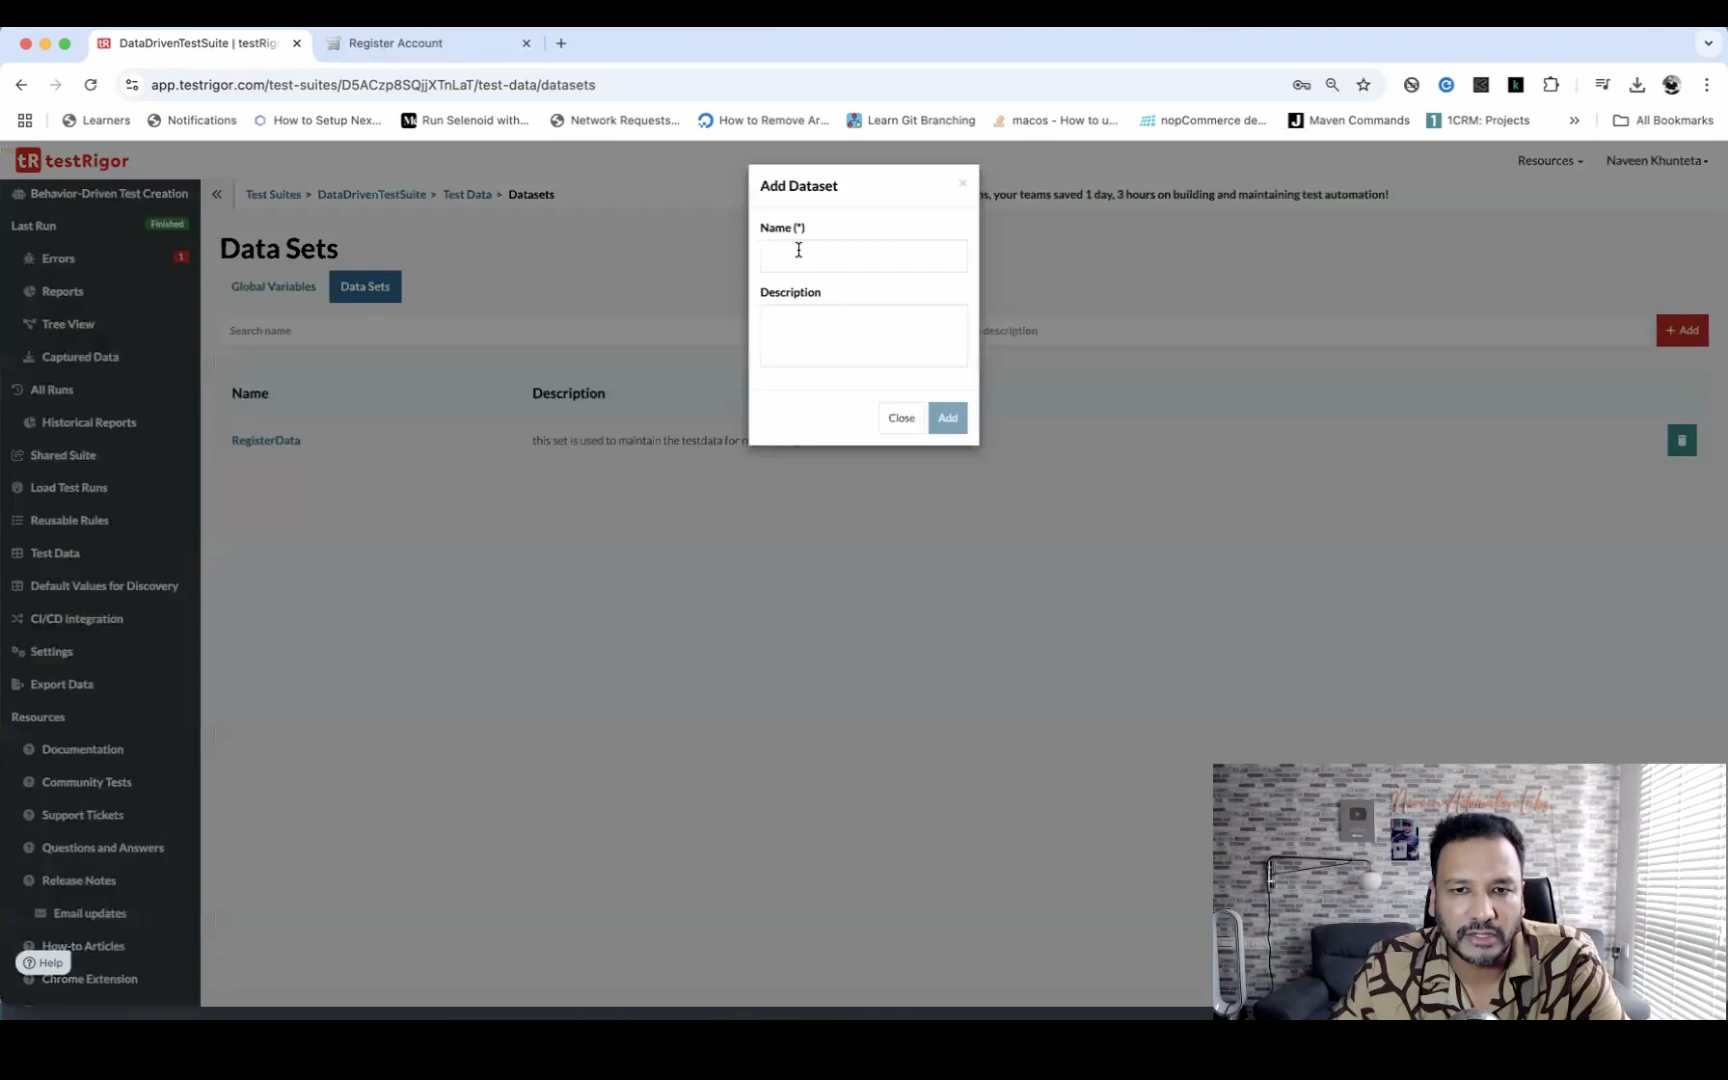 DataDrivenTestSuite | testRig
Register Account
app.testrigor.com/test-suites/D5ACzp8SQjjXTnLaT/test-data/datasets
Learners
Notifications
How to Setup Nex...
Run Selenoid with...
Network Requests...
How to Remove Ar...
Learn Git Branching
macos - How to u...
nopCommerce de...
Maven Commands
1CRM: Projects
All Bookmarks
tR testRigor
Resources
Naveen Khunteta
Behavior-Driven Test Creation
Last Run
Finished
Errors
1
Reports
Tree View
Captured Data
All Runs
Historical Reports
Shared Suite
Load Test Runs
Reusable Rules
Test Data
Default Values for Discovery
CI/CD Integration
Settings
Export Data
Resources
Documentation
Community Tests
Support Tickets
Questions and Answers
Release Notes
Email updates
How-to Articles
Help
Chrome Extension
Test Suites > DataDrivenTestSuite > Test Data > Datasets
s, your teams saved 1 day, 3 hours on building and maintaining test automation!
Data Sets
Global Variables
Data Sets
Search name
description
+ Add
Name
Description
RegisterData
this set is used to maintain the testdata for
Add Dataset
×
Name (*)
Description
Close
Add
Naveen Automation Labs